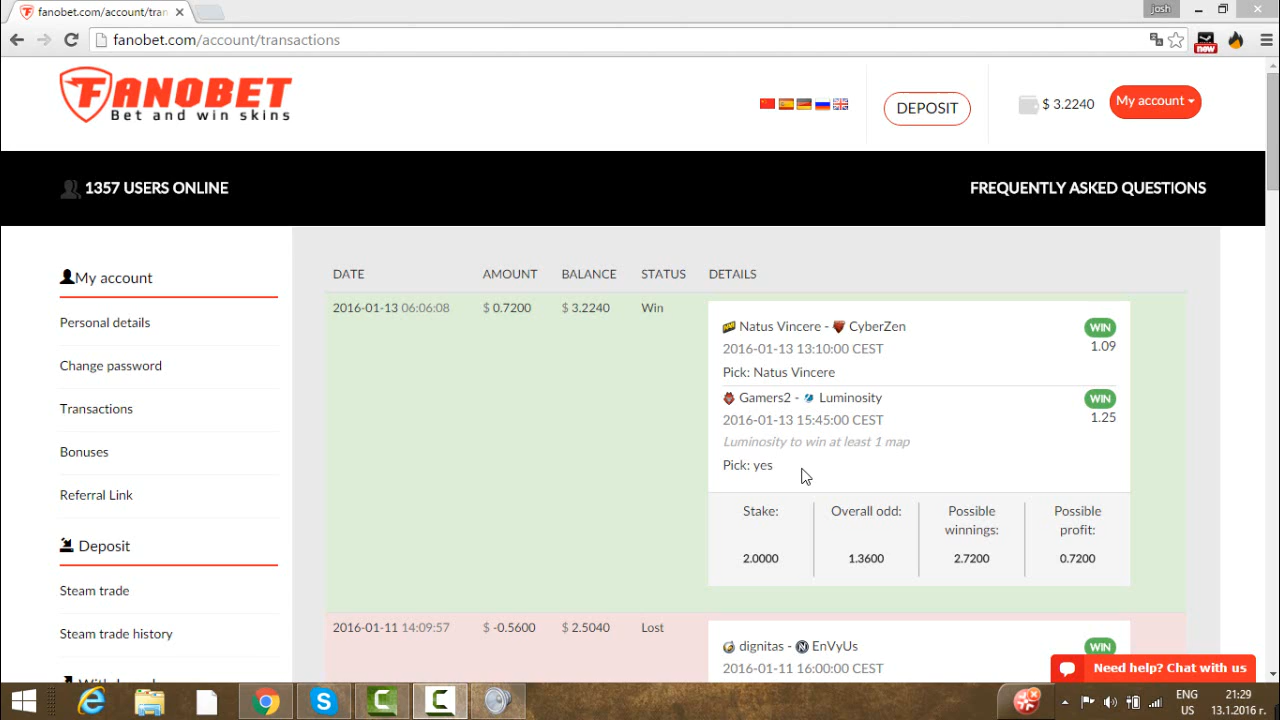 fanobet.com/account/tran
josh
fanobet.com/account/transactions
new
FANOBET
Bet and win skins
DEPOSIT
$ 3.2240
My account
1357 USERS ONLINE
FREQUENTLY ASKED QUESTIONS
My account
Personal details
Change password
Transactions
Bonuses
Referral Link
Deposit
Steam trade
Steam trade history
DATE AMOUNT BALANCE STATUS DETAILS
2016-01-13 06:06:08 $ 0.7200 $ 3.2240 Win
Natus Vincere - CyberZen WIN
2016-01-13 13:10:00 CEST 1.09
Pick: Natus Vincere
Gamers2 - Luminosity WIN
2016-01-13 15:45:00 CEST 1.25
Luminosity to win at least 1 map
Pick: yes
Stake: Overall odd: Possible winnings: Possible profit:
2.0000 1.3600 2.7200 0.7200
2016-01-11 14:09:57 $ -0.5600 $ 2.5040 Lost
dignitas - EnVyUs WIN
2016-01-11 16:00:00 CEST
Need help? Chat with us
ENG 21:29
US 13.1.2016 г.